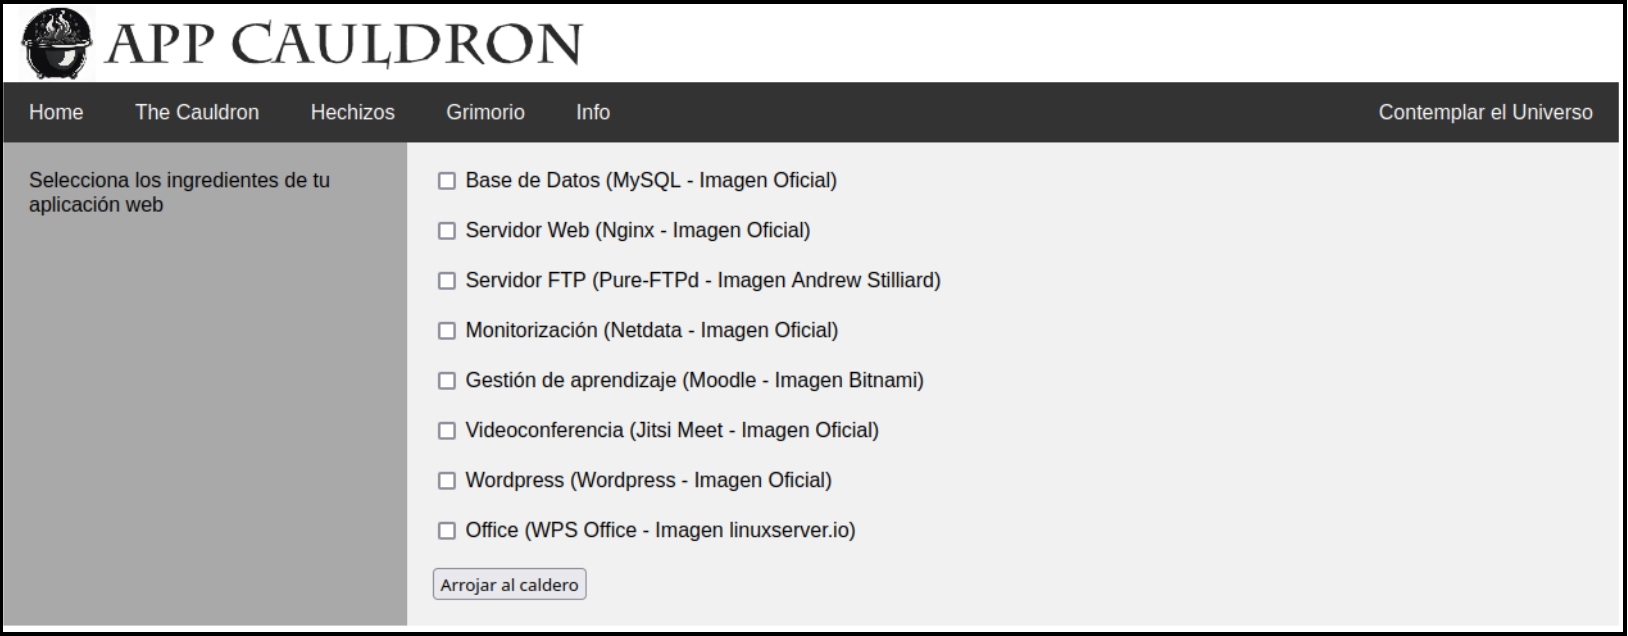 APP CAULDRON
Home The Cauldron Hechizos Grimorio Info Contemplar el Universo
Selecciona los ingredientes de tu
aplicación web
Base de Datos (MySQL - Imagen Oficial)
Servidor Web (Nginx - Imagen Oficial)
Servidor FTP (Pure-FTPd - Imagen Andrew Stilliard)
Monitorización (Netdata - Imagen Oficial)
Gestión de aprendizaje (Moodle - Imagen Bitnami)
Videoconferencia (Jitsi Meet - Imagen Oficial)
Wordpress (Wordpress - Imagen Oficial)
Office (WPS Office - Imagen linuxserver.io)
Arrojar al caldero